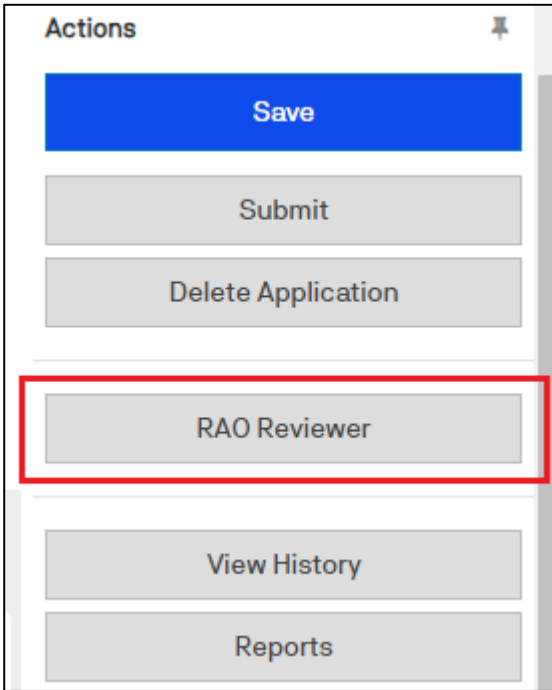 Actions
Save
Submit
Delete Application
RAO Reviewer
View History
Reports